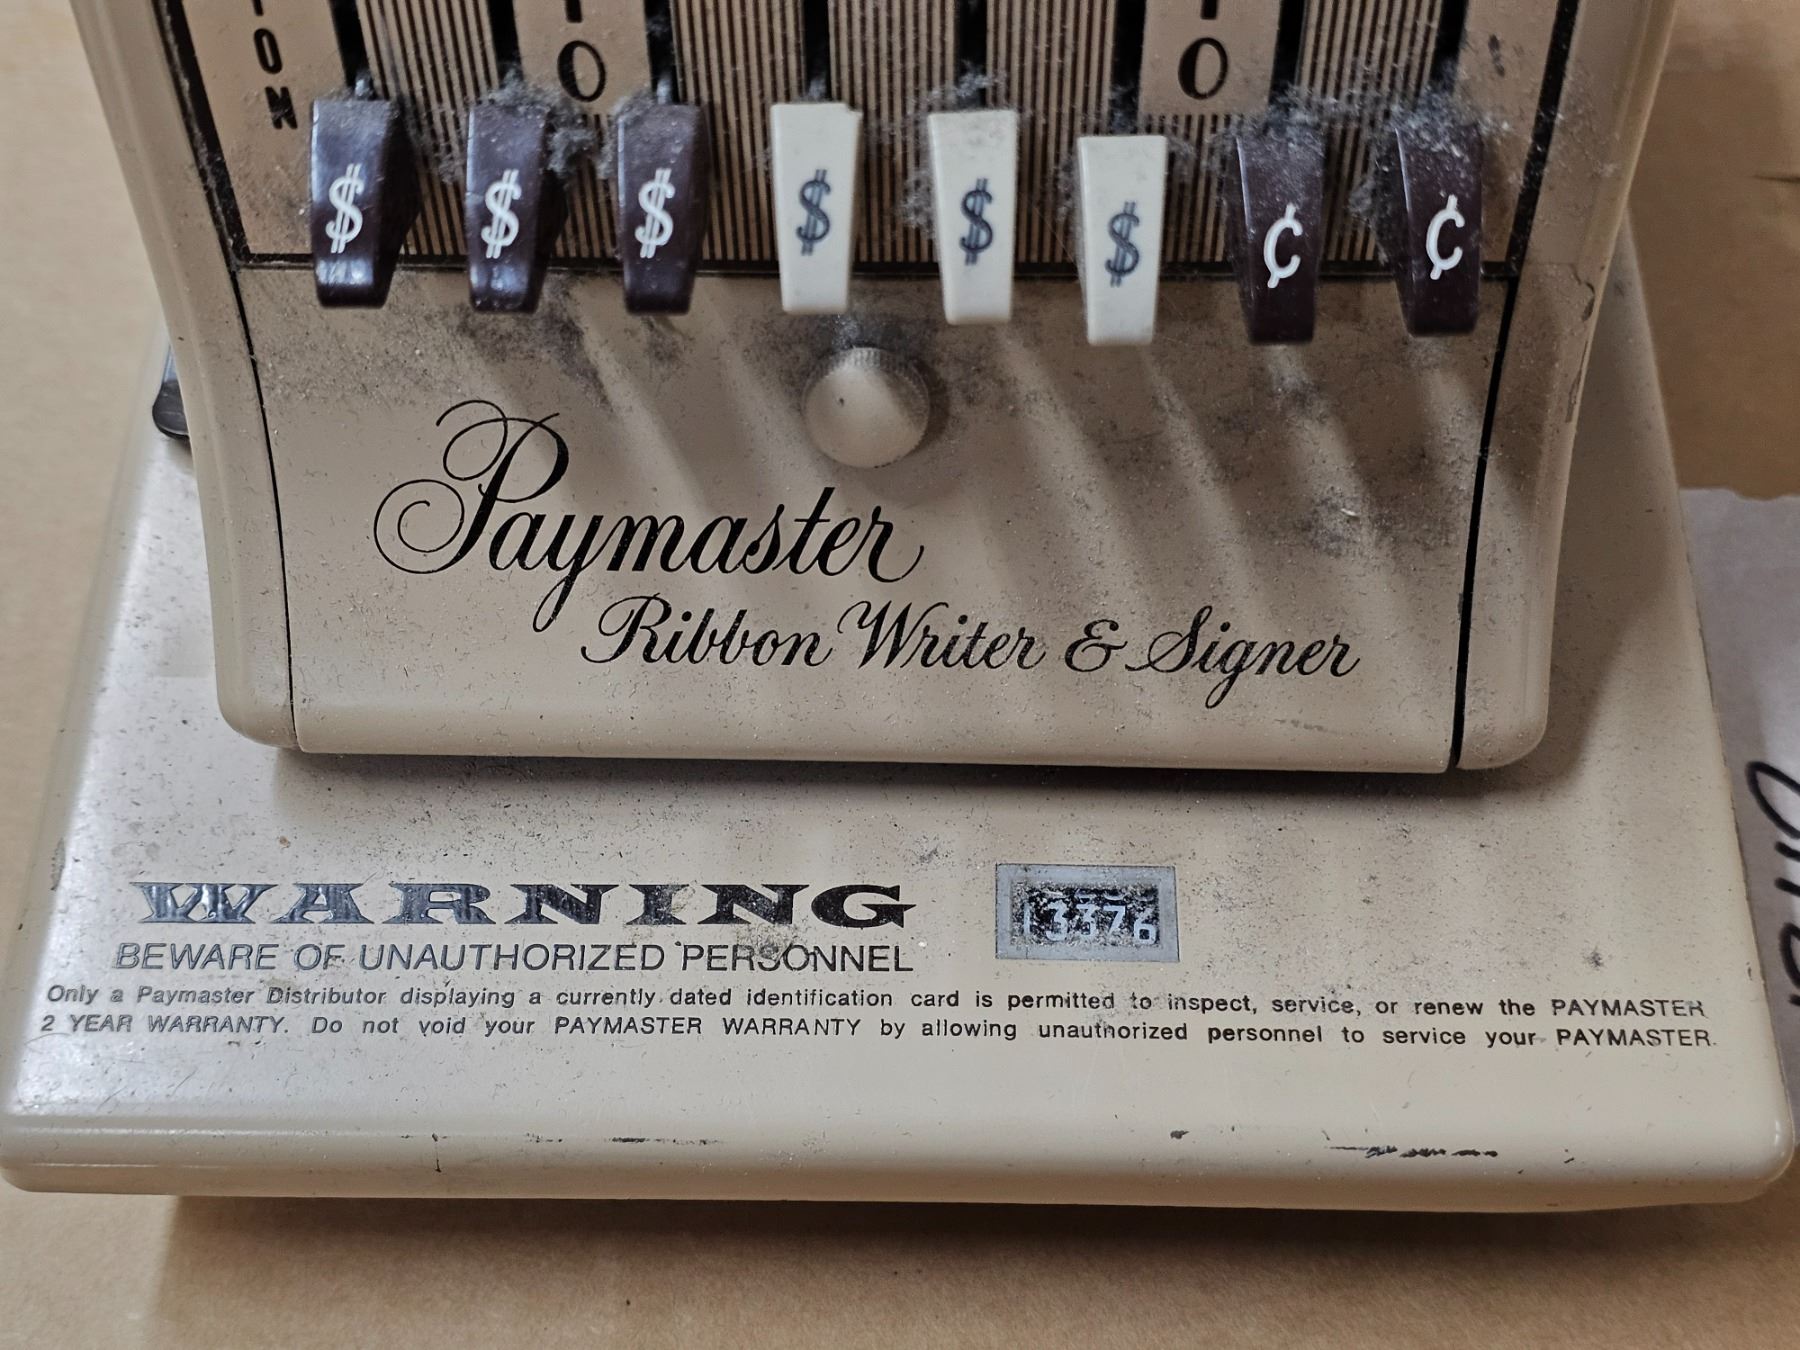 ION IO IO
$ $ $ $ $ $ ¢ ¢
Paymaster
Ribbon Writer & Signer
WARNING
13376
BEWARE OF UNAUTHORIZED PERSONNEL
Only a Paymaster Distributor displaying a currently dated identification card is permitted to inspect, service, or renew the PAYMASTER
2 YEAR WARRANTY. Do not void your PAYMASTER WARRANTY by allowing unauthorized personnel to service your PAYMASTER.